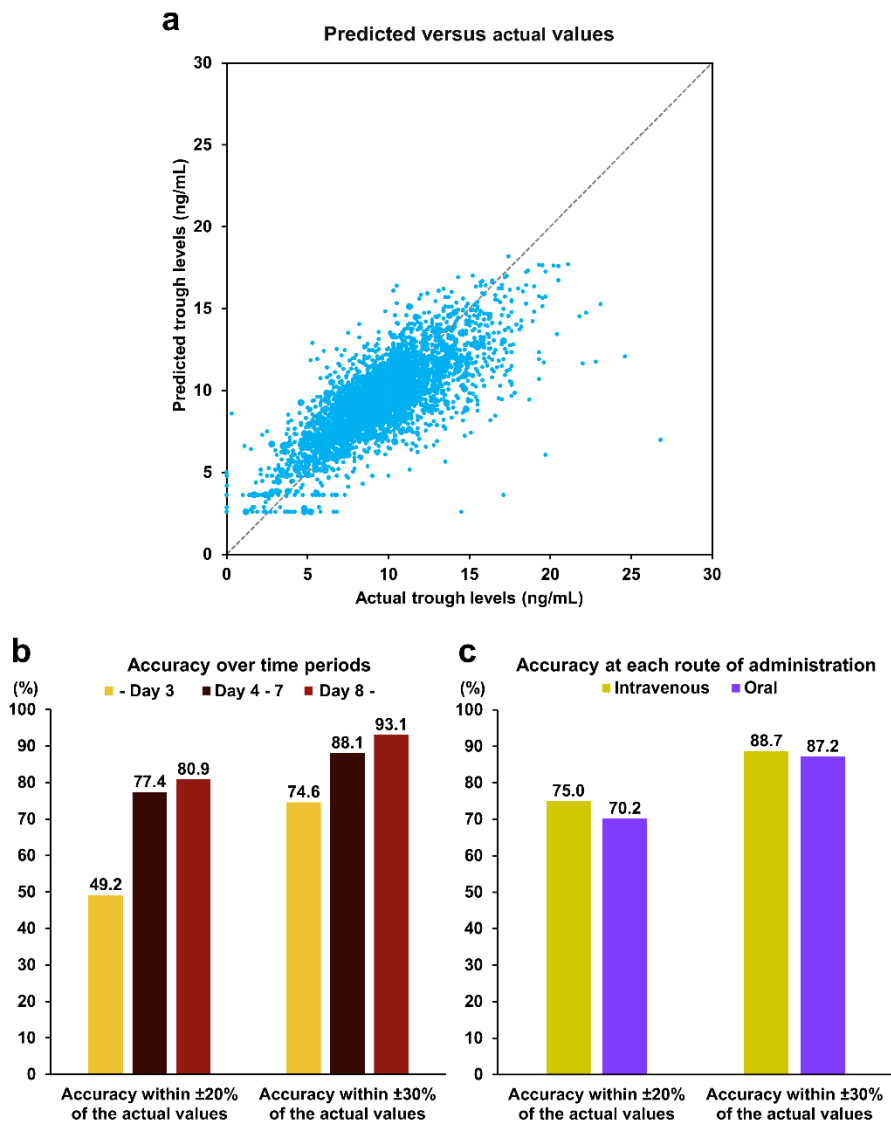 a
Predicted versus actual values
30
25
20
15
10
5
0
Predicted trough levels (ng/mL)
0 5 10 15 20 25 30
Actual trough levels (ng/mL)
b
Accuracy over time periods
(%)
- Day 3 Day 4 - 7 Day 8 -
100
90
80
70
60
50
40
30
20
10
0
49.2 77.4 80.9 74.6 88.1 93.1
Accuracy within ±20% Accuracy within ±30%
of the actual values of the actual values
c
Accuracy at each route of administration
(%)
Intravenous Oral
100
90
80
70
60
50
40
30
20
10
0
75.0 70.2 88.7 87.2
Accuracy within ±20% Accuracy within ±30%
of the actual values of the actual values